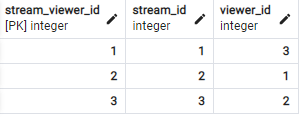 stream_viewer_id stream_id viewer_id
[PK] integer integer integer
1 1 3
2 2 1
3 3 2